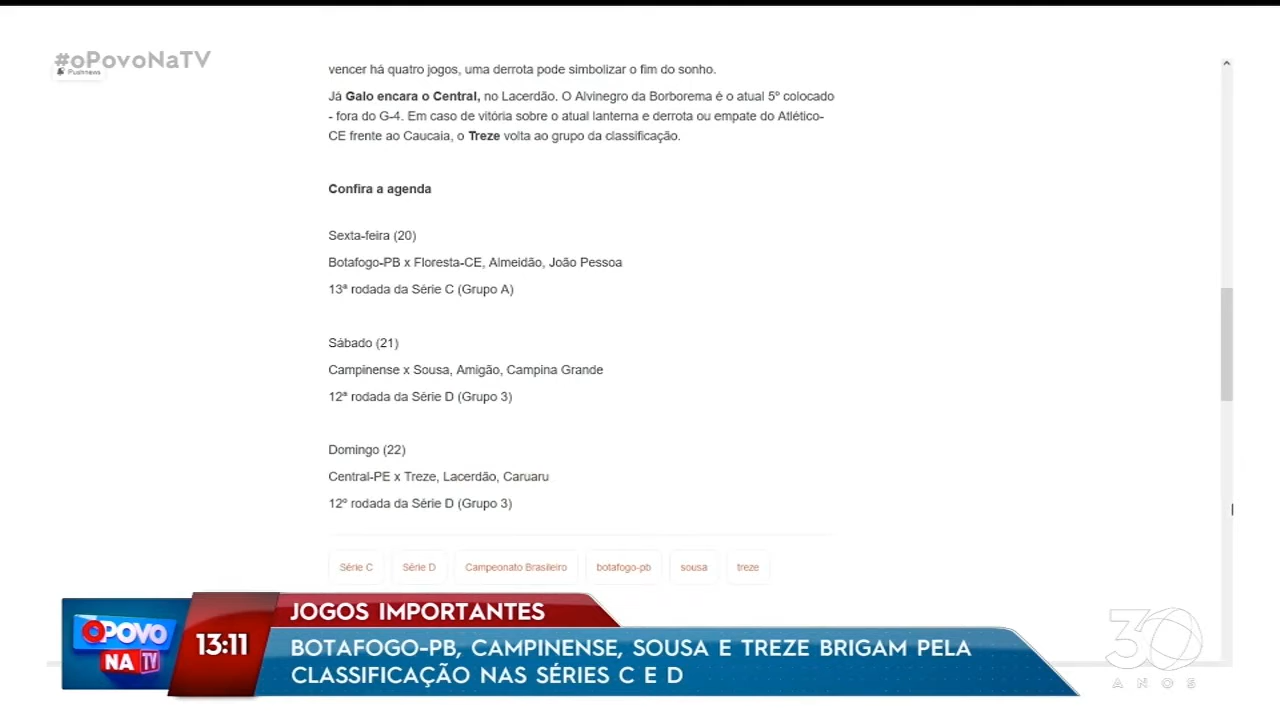 #oPovoNaTV
Pushnews
vencer há quatro jogos, uma derrota pode simbolizar o fim do sonho.
Já Galo encara o Central, no Lacerdão. O Alvinegro da Borborema é o atual 5º colocado
- fora do G-4. Em caso de vitória sobre o atual lanterna e derrota ou empate do Atlético-
CE frente ao Caucaia, o Treze volta ao grupo da classificação.
Confira a agenda
Sexta-feira (20)
Botafogo-PB x Floresta-CE, Almeidão, João Pessoa
13ª rodada da Série C (Grupo A)
Sábado (21)
Campinense x Sousa, Amigão, Campina Grande
12ª rodada da Série D (Grupo 3)
Domingo (22)
Central-PE x Treze, Lacerdão, Caruaru
12º rodada da Série D (Grupo 3)
Série C Série D Campeonato Brasileiro botafogo-pb sousa treze
JOGOS IMPORTANTES
O POVO NA TV
13:11
BOTAFOGO-PB, CAMPINENSE, SOUSA E TREZE BRIGAM PELA
CLASSIFICAÇÃO NAS SÉRIES C E D
30
ANOS